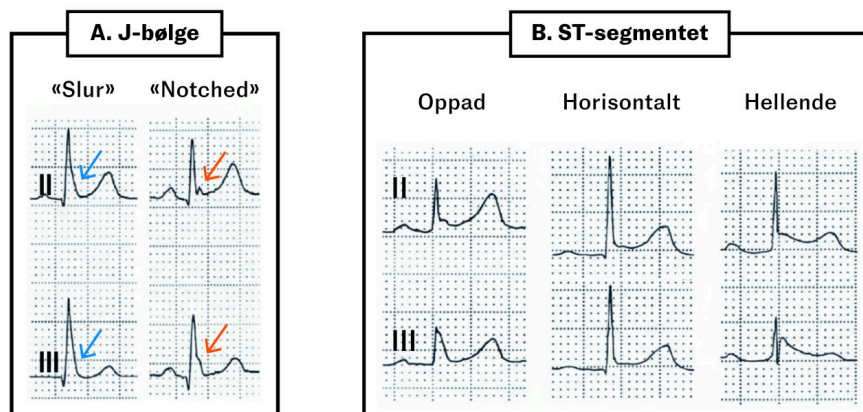 A. J-bølge
«Slur» «Notched»
II
III
B. ST-segmentet
Oppad Horisontalt Hellende
II
III